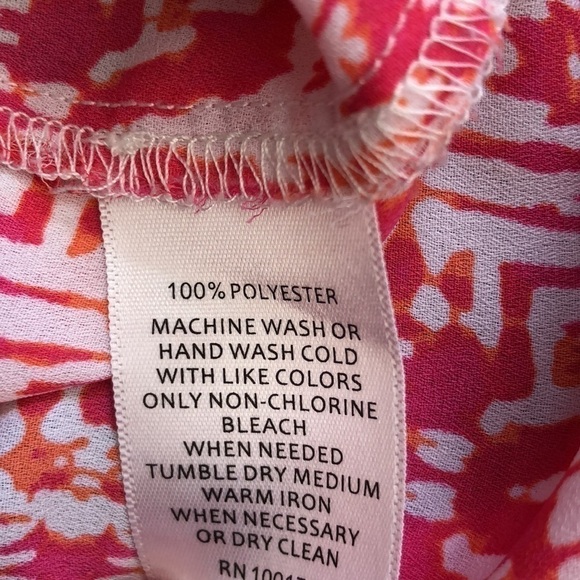 100% POLYESTER
MACHINE WASH OR
HAND WASH COLD
WITH LIKE COLORS
ONLY NON-CHLORINE
BLEACH
WHEN NEEDED
TUMBLE DRY MEDIUM
WARM IRON
WHEN NECESSARY
OR DRY CLEAN
RN